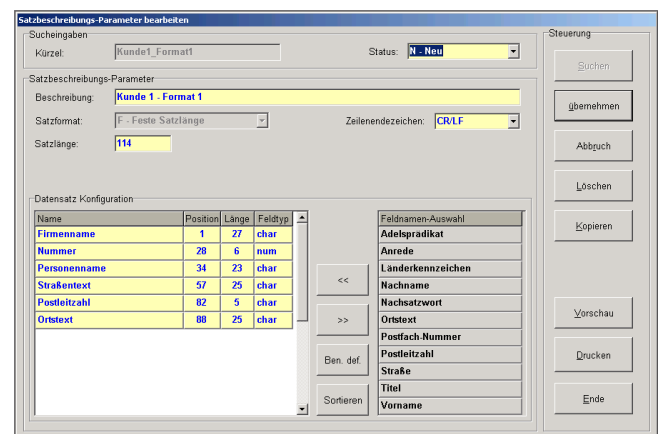 Satzbeschreibungs-Parameter bearbeiten
Sucheingaben
Kürzel: Kunde1_Format1 Status: N - Neu
Satzbeschreibungs-Parameter
Beschreibung: Kunde 1 - Format 1
Satzformat: F - Feste Satzlänge Zeilenendezeichen: CR/LF
Satzlänge: 114
Datensatz Konfiguration
Name Position Länge Feldtyp
Firmenname 1 27 char
Nummer 28 6 num
Personenname 34 23 char
Straßentext 57 25 char
Postleitzahl 82 5 char
Ortstext 88 25 char
<<
>>
Ben. def.
Sortieren
Feldnamen-Auswahl
Adelsprädikat
Anrede
Länderkennzeichen
Nachname
Nachsatzwort
Ortstext
Postfach-Nummer
Postleitzahl
Straße
Titel
Vorname
Steuerung
Suchen
übernehmen
Abbruch
Löschen
Kopieren
Vorschau
Drucken
Ende